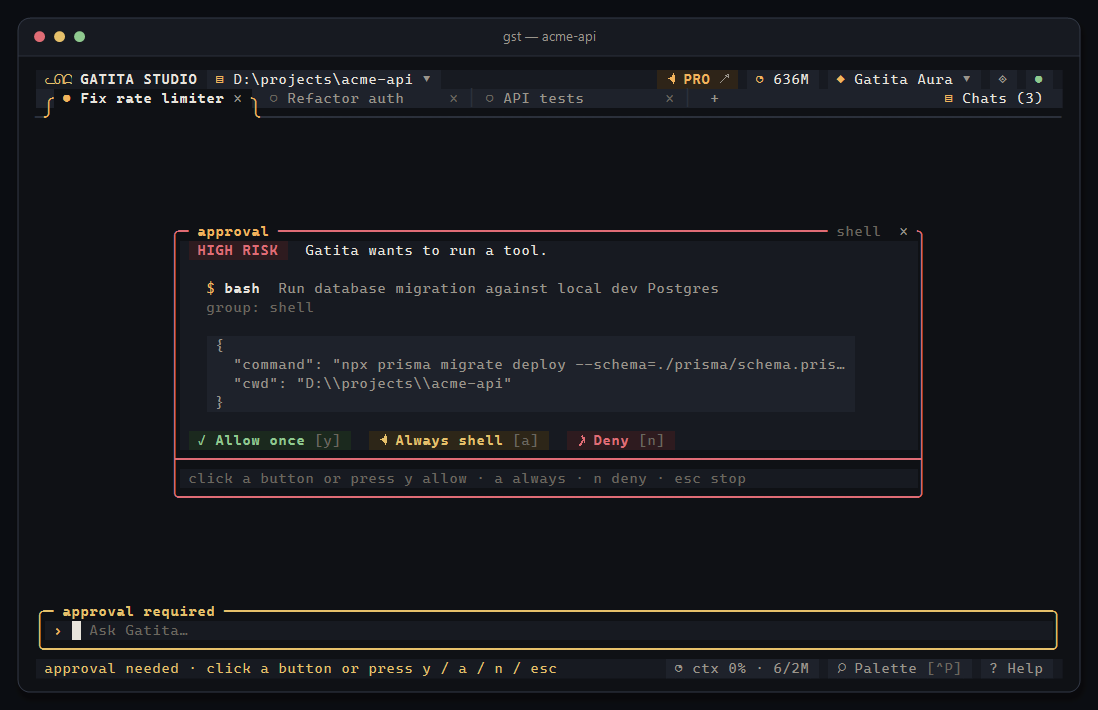 gst — acme-api
GATITA STUDIO D:\projects\acme-api ▼ PRO ↗ 636M ◆ Gatita Aura ▼
● Fix rate limiter × ○ Refactor auth × ○ API tests × + Chats (3)
approval shell ×
HIGH RISK Gatita wants to run a tool.
$ bash Run database migration against local dev Postgres
group: shell
{
"command": "npx prisma migrate deploy --schema=./prisma/schema.pris…
"cwd": "D:\\projects\\acme-api"
}
✓ Allow once [y] Always shell [a] Deny [n]
click a button or press y allow · a always · n deny · esc stop
approval required
› Ask Gatita…
approval needed · click a button or press y / a / n / esc ctx 0% · 6/2M Palette [^P] ? Help